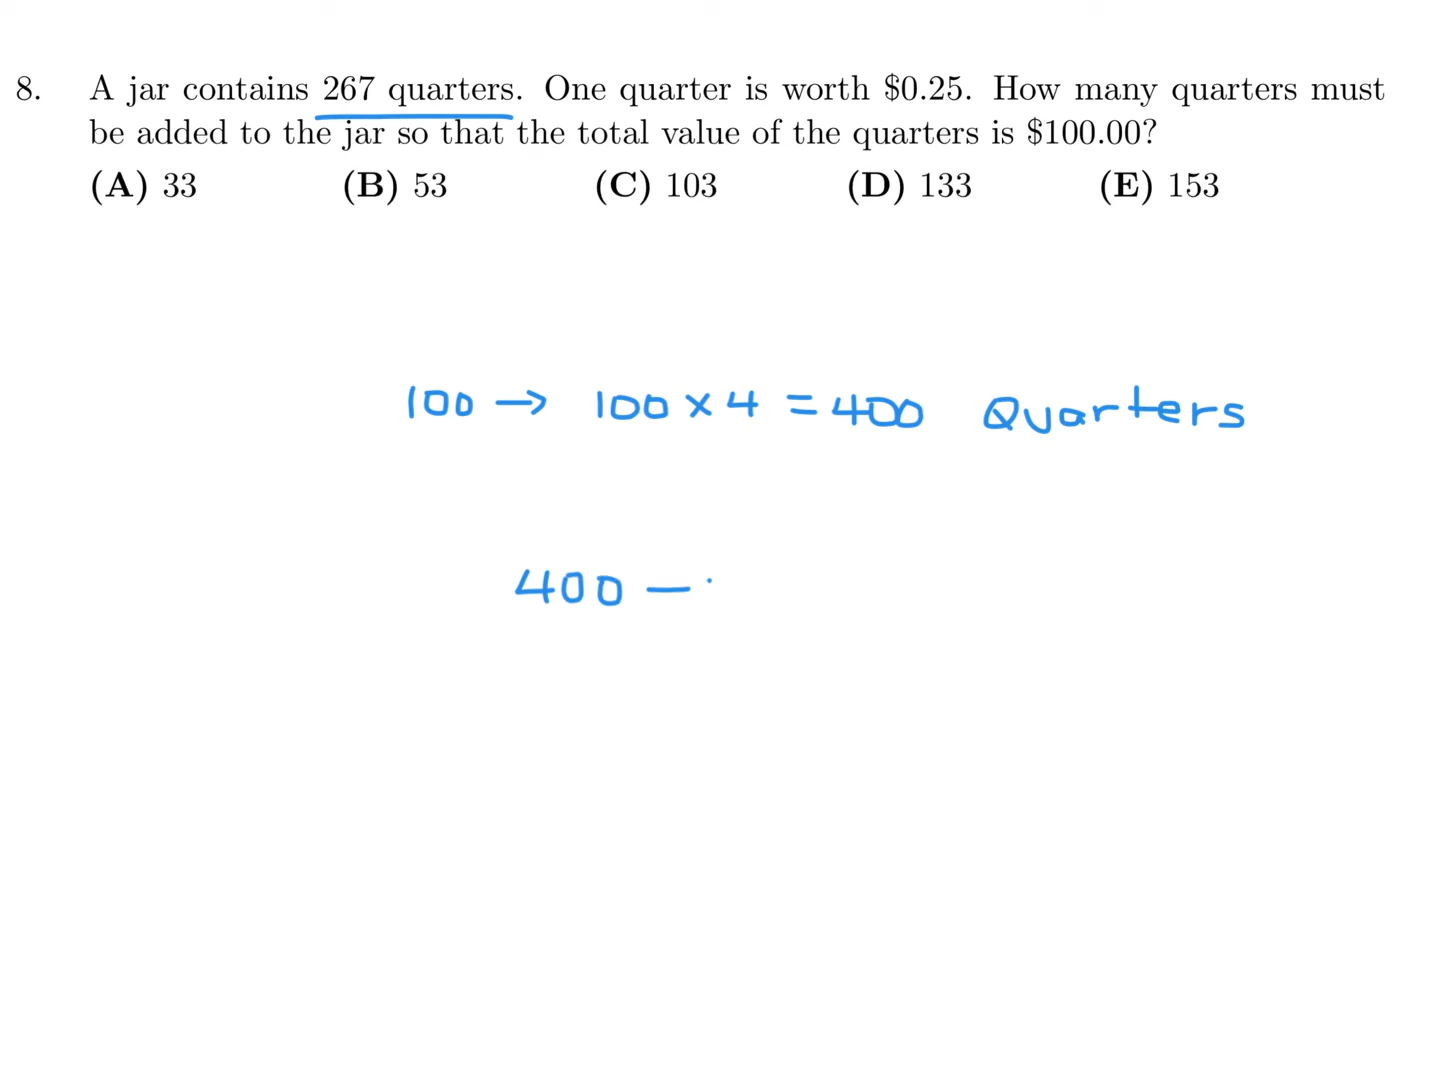 8. A jar contains 267 quarters. One quarter is worth $0.25. How many quarters must
be added to the jar so that the total value of the quarters is $100.00?
(A) 33 (B) 53 (C) 103 (D) 133 (E) 153
100 → 100 × 4 = 400 Quarters
400 —